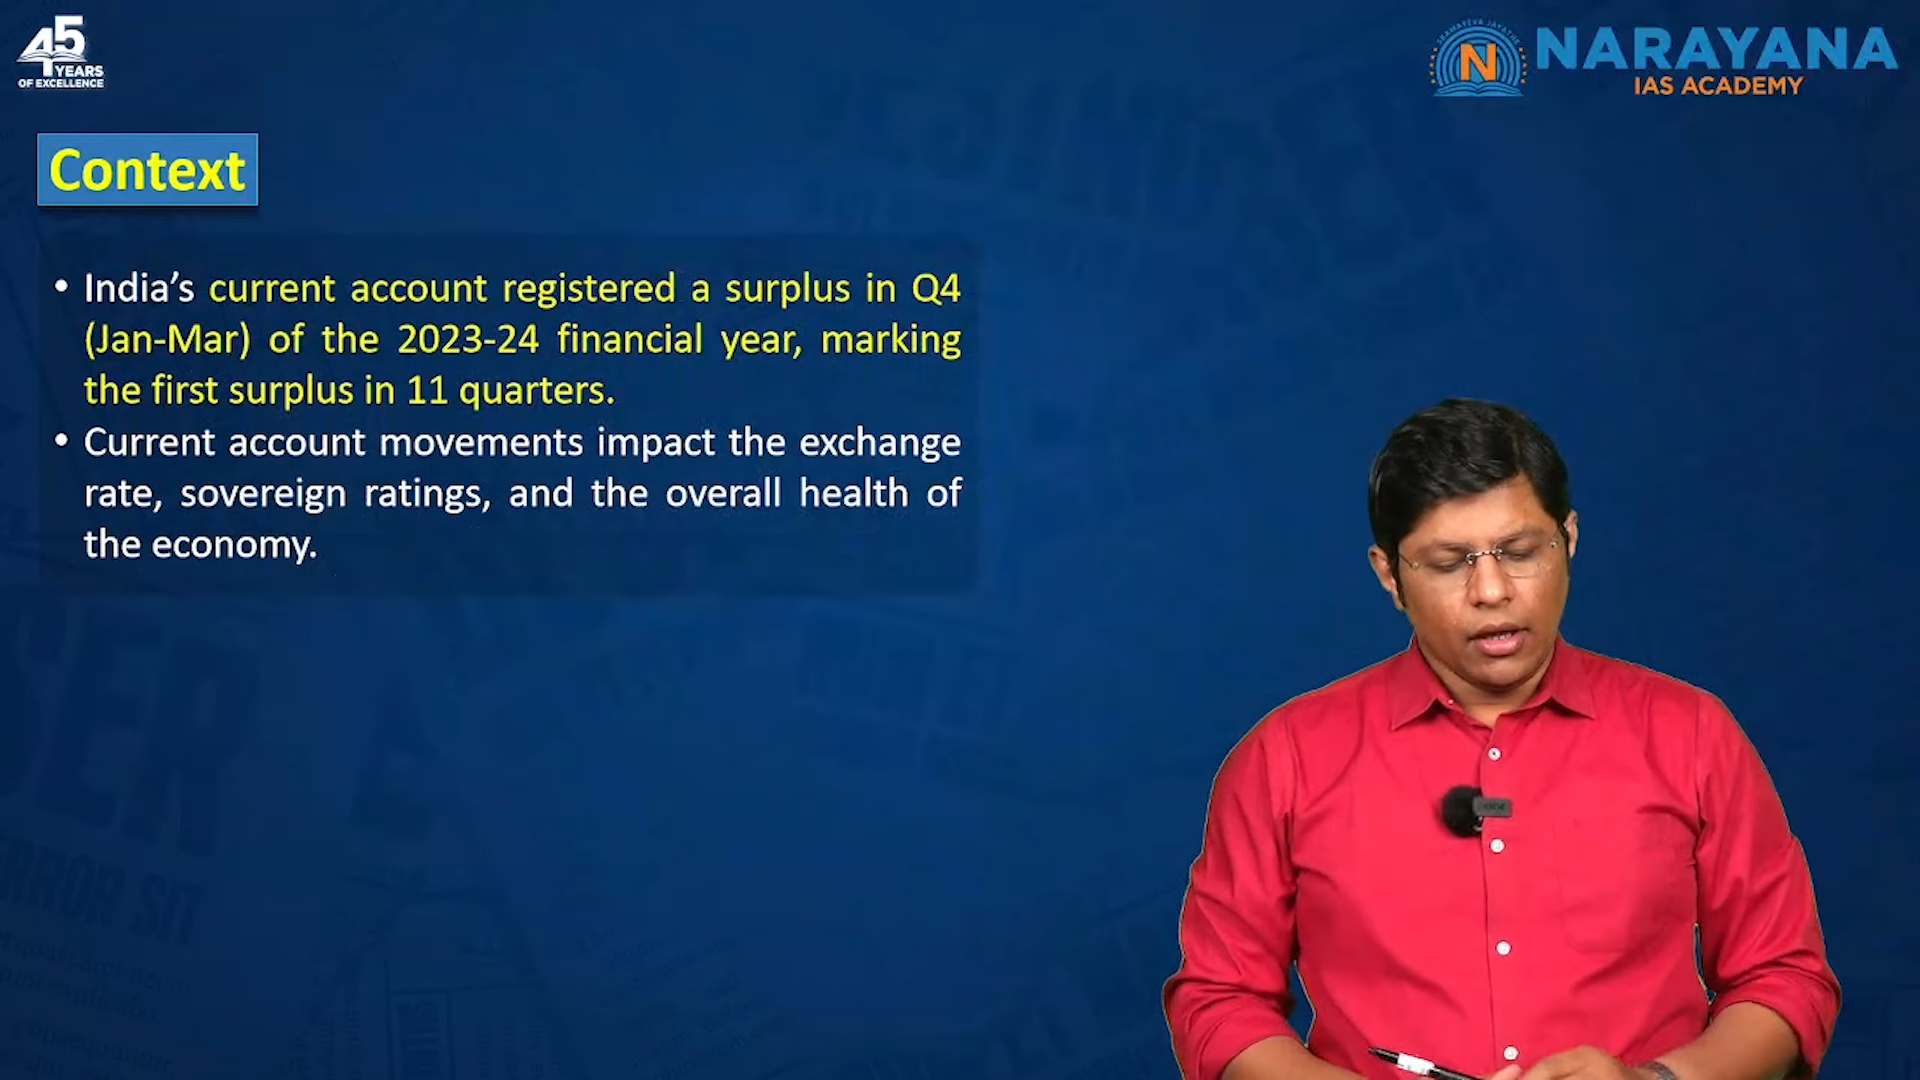 45
YEARS
OF EXCELLENCE
N
NARAYANA
IAS ACADEMY
Context
• India’s current account registered a surplus in Q4
(Jan-Mar) of the 2023-24 financial year, marking
the first surplus in 11 quarters.
• Current account movements impact the exchange
rate, sovereign ratings, and the overall health of
the economy.
ERROR SIT